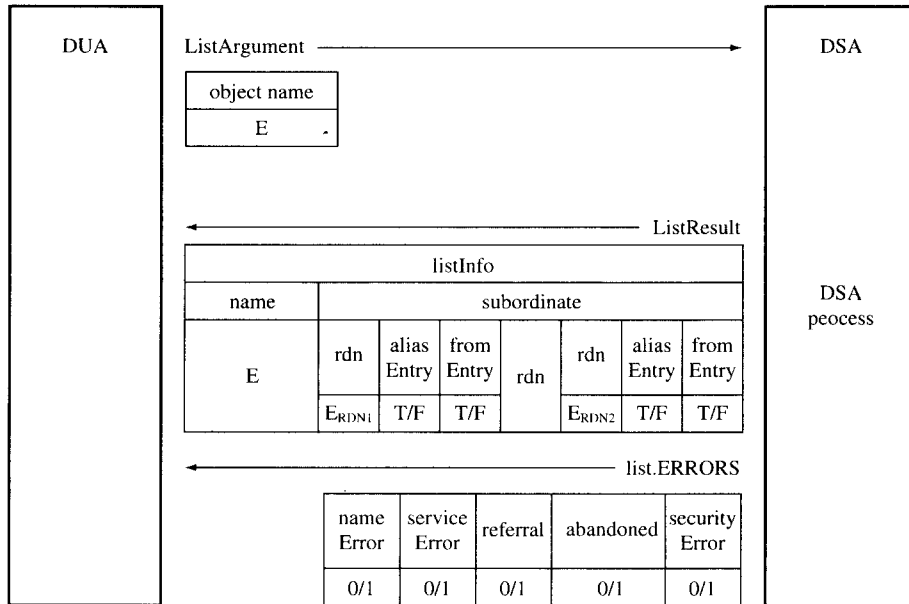 DUA
ListArgument
DSA
object name
E
ListResult
listInfo
name
subordinate
DSA
peocess
E
rdn
alias
Entry
from
Entry
rdn
rdn
alias
Entry
from
Entry
E_RDN1
T/F
T/F
E_RDN2
T/F
T/F
list.ERRORS
name
Error
service
Error
referral
abandoned
security
Error
0/1
0/1
0/1
0/1
0/1